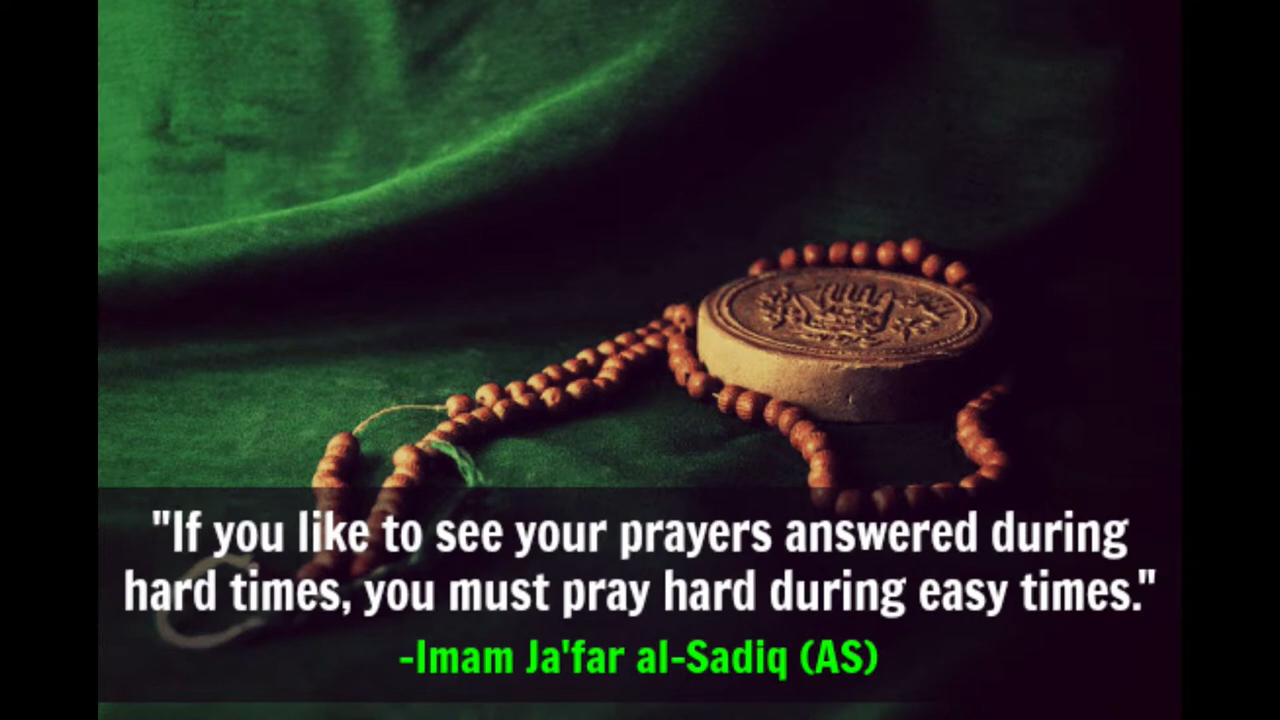 "If you like to see your prayers answered during
hard times, you must pray hard during easy times."
-Imam Ja'far al-Sadiq (AS)